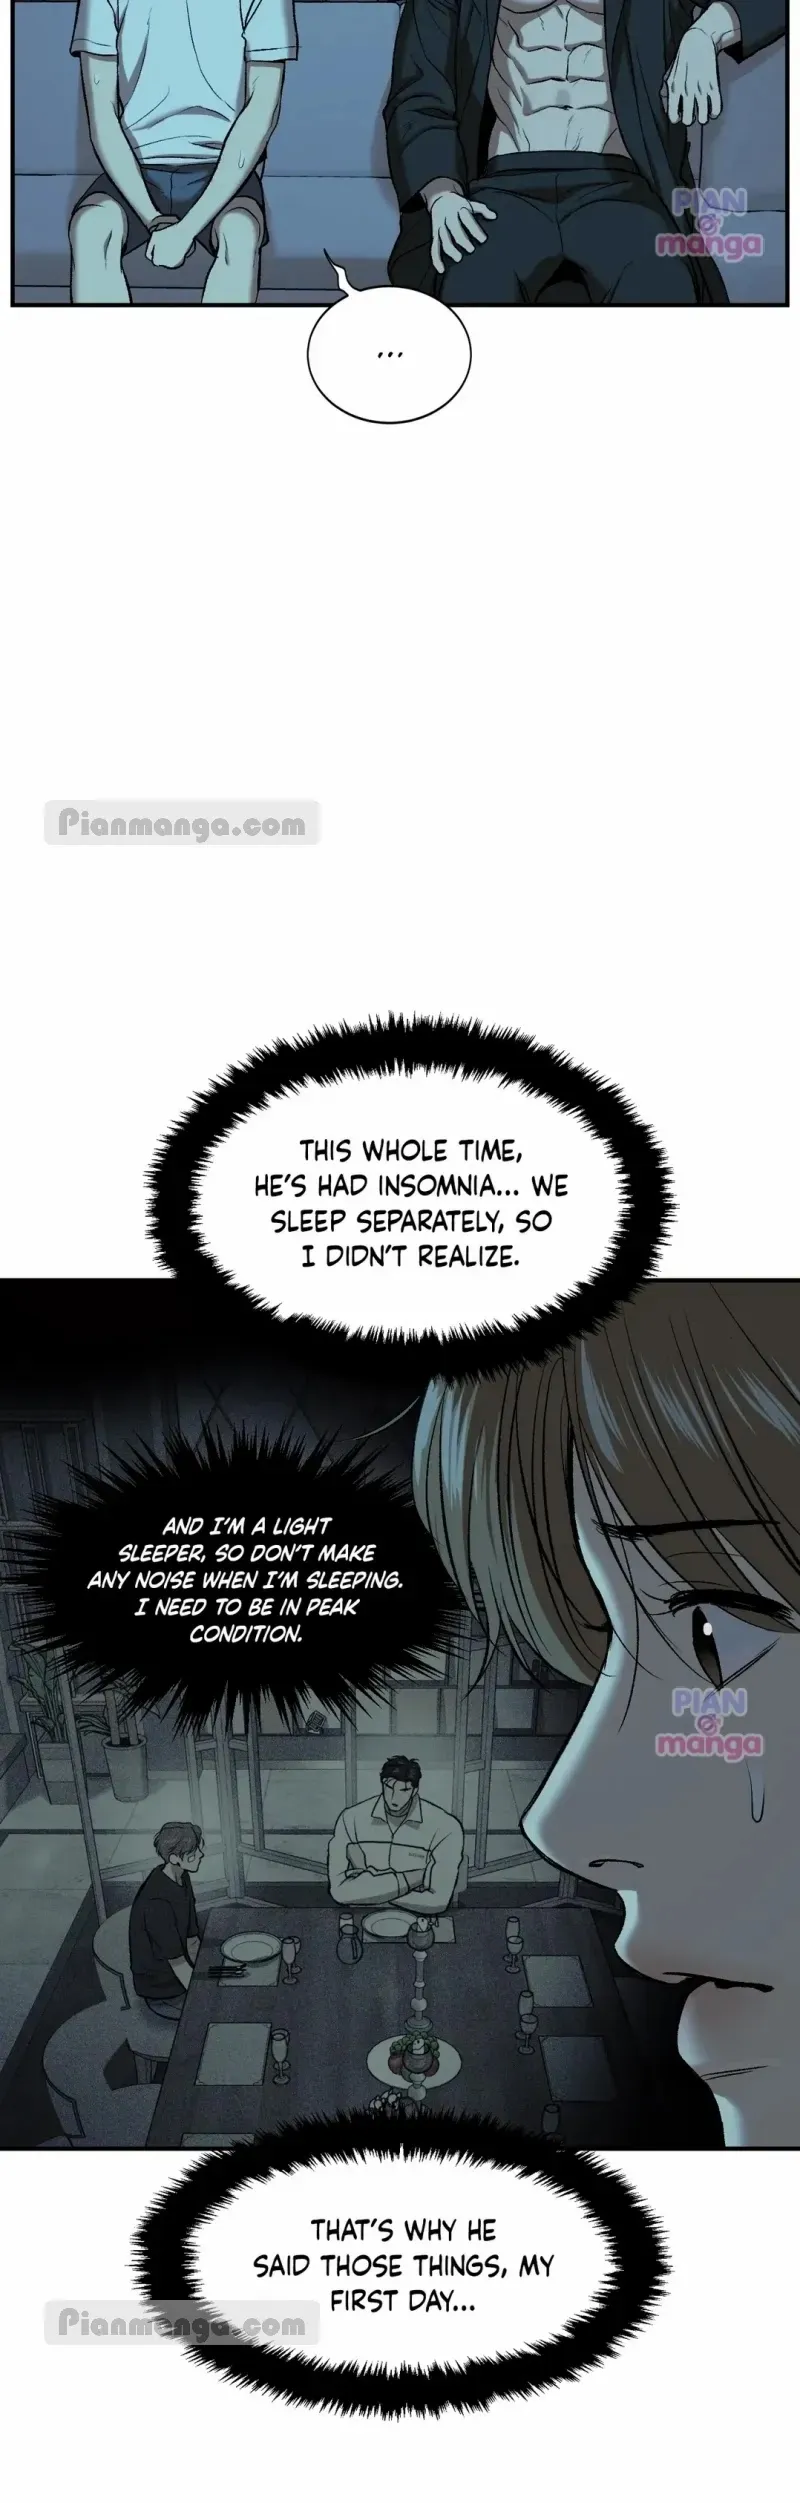 PIAN
manga
...
Pianmanga.com
THIS WHOLE TIME,
HE'S HAD INSOMNIA... WE
SLEEP SEPARATELY, SO
I DIDN'T REALIZE.
AND I'M A LIGHT
SLEEPER, SO DON'T MAKE
ANY NOISE WHEN I'M SLEEPING.
I NEED TO BE IN PEAK
CONDITION.
PIAN
manga
THAT'S WHY HE
SAID THOSE THINGS, MY
FIRST DAY...
Pianmanga.com